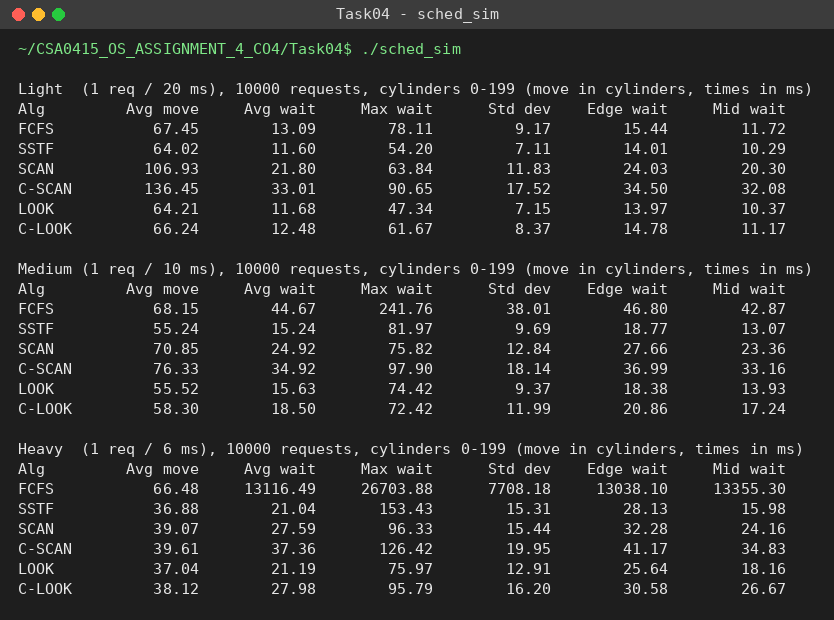 Task04 - sched_sim
~/CSA0415_OS_ASSIGNMENT_4_CO4/Task04$ ./sched_sim
Light  (1 req / 20 ms), 10000 requests, cylinders 0-199 (move in cylinders, times in ms)
Alg         Avg move     Avg wait     Max wait      Std dev    Edge wait     Mid wait
FCFS           67.45        13.09        78.11         9.17        15.44        11.72
SSTF           64.02        11.60        54.20         7.11        14.01        10.29
SCAN          106.93        21.80        63.84        11.83        24.03        20.30
C-SCAN        136.45        33.01        90.65        17.52        34.50        32.08
LOOK           64.21        11.68        47.34         7.15        13.97        10.37
C-LOOK         66.24        12.48        61.67         8.37        14.78        11.17
Medium (1 req / 10 ms), 10000 requests, cylinders 0-199 (move in cylinders, times in ms)
Alg         Avg move     Avg wait     Max wait      Std dev    Edge wait     Mid wait
FCFS           68.15        44.67       241.76        38.01        46.80        42.87
SSTF           55.24        15.24        81.97         9.69        18.77        13.07
SCAN           70.85        24.92        75.82        12.84        27.66        23.36
C-SCAN         76.33        34.92        97.90        18.14        36.99        33.16
LOOK           55.52        15.63        74.42         9.37        18.38        13.93
C-LOOK         58.30        18.50        72.42        11.99        20.86        17.24
Heavy  (1 req / 6 ms), 10000 requests, cylinders 0-199 (move in cylinders, times in ms)
Alg         Avg move     Avg wait     Max wait      Std dev    Edge wait     Mid wait
FCFS           66.48     13116.49     26703.88      7708.18     13038.10     13355.30
SSTF           36.88        21.04       153.43        15.31        28.13        15.98
SCAN           39.07        27.59        96.33        15.44        32.28        24.16
C-SCAN         39.61        37.36       126.42        19.95        41.17        34.83
LOOK           37.04        21.19        75.97        12.91        25.64        18.16
C-LOOK         38.12        27.98        95.79        16.20        30.58        26.67